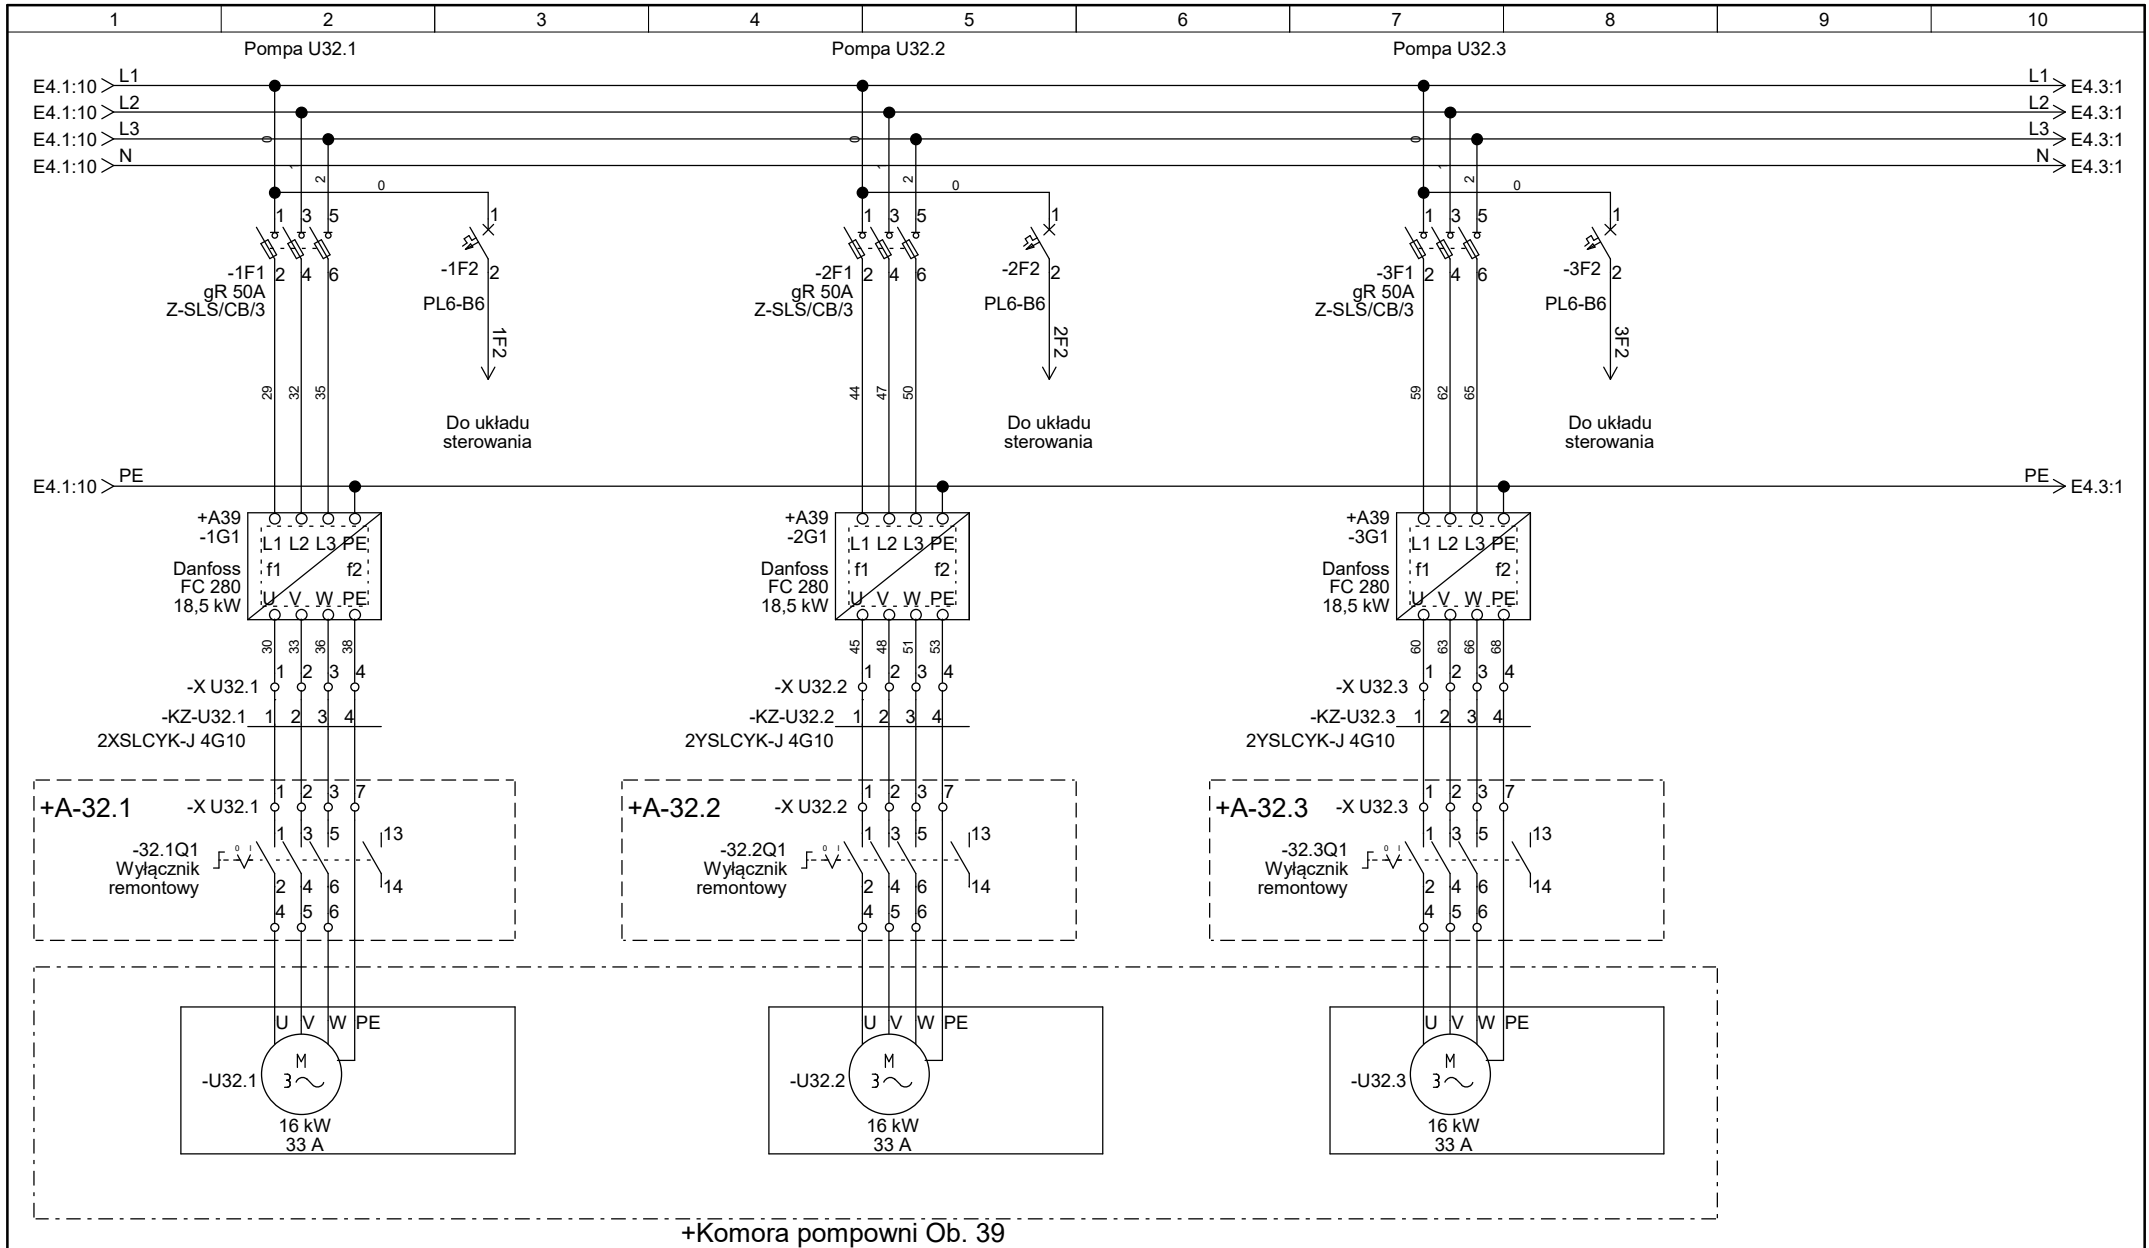 1 2 3 4 5 6 7 8 9 10
Pompa U32.1 Pompa U32.2 Pompa U32.3
E4.1:10 L1 L1 E4.3:1
E4.1:10 L2 L2 E4.3:1
E4.1:10 L3 0 0 0 L3 E4.3:1
E4.1:10 N 1 1 1 N E4.3:1
2 0 2 0 2 0
1 3 5 1 1 3 5 1 1 3 5 1
-1F1 2 4 6 -1F2 2 -2F1 2 4 6 -2F2 2 -3F1 2 4 6 -3F2 2
gR 50A gR 50A gR 50A
Z-SLS/CB/3 PL6-B6 Z-SLS/CB/3 PL6-B6 Z-SLS/CB/3 PL6-B6
1F2 2F2 3F2
29 32 35 44 47 50 59 62 65
Do układu Do układu Do układu
sterowania sterowania sterowania
E4.1:10 PE PE E4.3:1
+A39 +A39 +A39
-1G1 L1 L2 L3 PE -2G1 L1 L2 L3 PE -3G1 L1 L2 L3 PE
Danfoss f1 f2 Danfoss f1 f2 Danfoss f1 f2
FC 280 FC 280 FC 280
18,5 kW U V W PE 18,5 kW U V W PE 18,5 kW U V W PE
30 33 36 38 45 48 51 53 60 63 66 68
1 2 3 4 1 2 3 4 1 2 3 4
-X U32.1 -X U32.2 -X U32.3
-KZ-U32.1 1 2 3 4 -KZ-U32.2 1 2 3 4 -KZ-U32.3 1 2 3 4
2XSLCYK-J 4G10 2YSLCYK-J 4G10 2YSLCYK-J 4G10
1 2 3 7 1 2 3 7 1 2 3 7
+A-32.1 -X U32.1 +A-32.2 -X U32.2 +A-32.3 -X U32.3
1 3 5 13 1 3 5 13 1 3 5 13
-32.1Q1 0 I -32.2Q1 0 I -32.3Q1 0 I
Wyłącznik Wyłącznik Wyłącznik
remontowy 2 4 6 14 remontowy 2 4 6 14 remontowy 2 4 6 14
4 5 6 4 5 6 4 5 6
U V W PE U V W PE U V W PE
M M M
-U32.1 3 ~ -U32.2 3 ~ -U32.3 3 ~
16 kW 16 kW 16 kW
33 A 33 A 33 A
+Komora pompowni Ob. 39